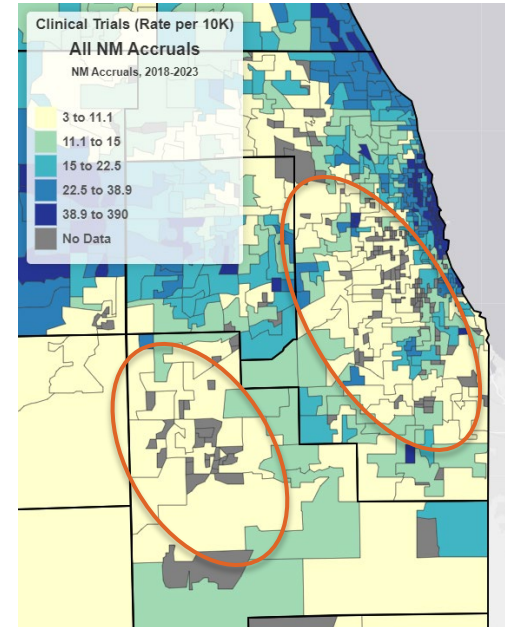 Clinical Trials (Rate per 10K)
All NM Accruals
NM Accruals, 2018-2023
3 to 11.1
11.1 to 15
15 to 22.5
22.5 to 38.9
38.9 to 390
No Data